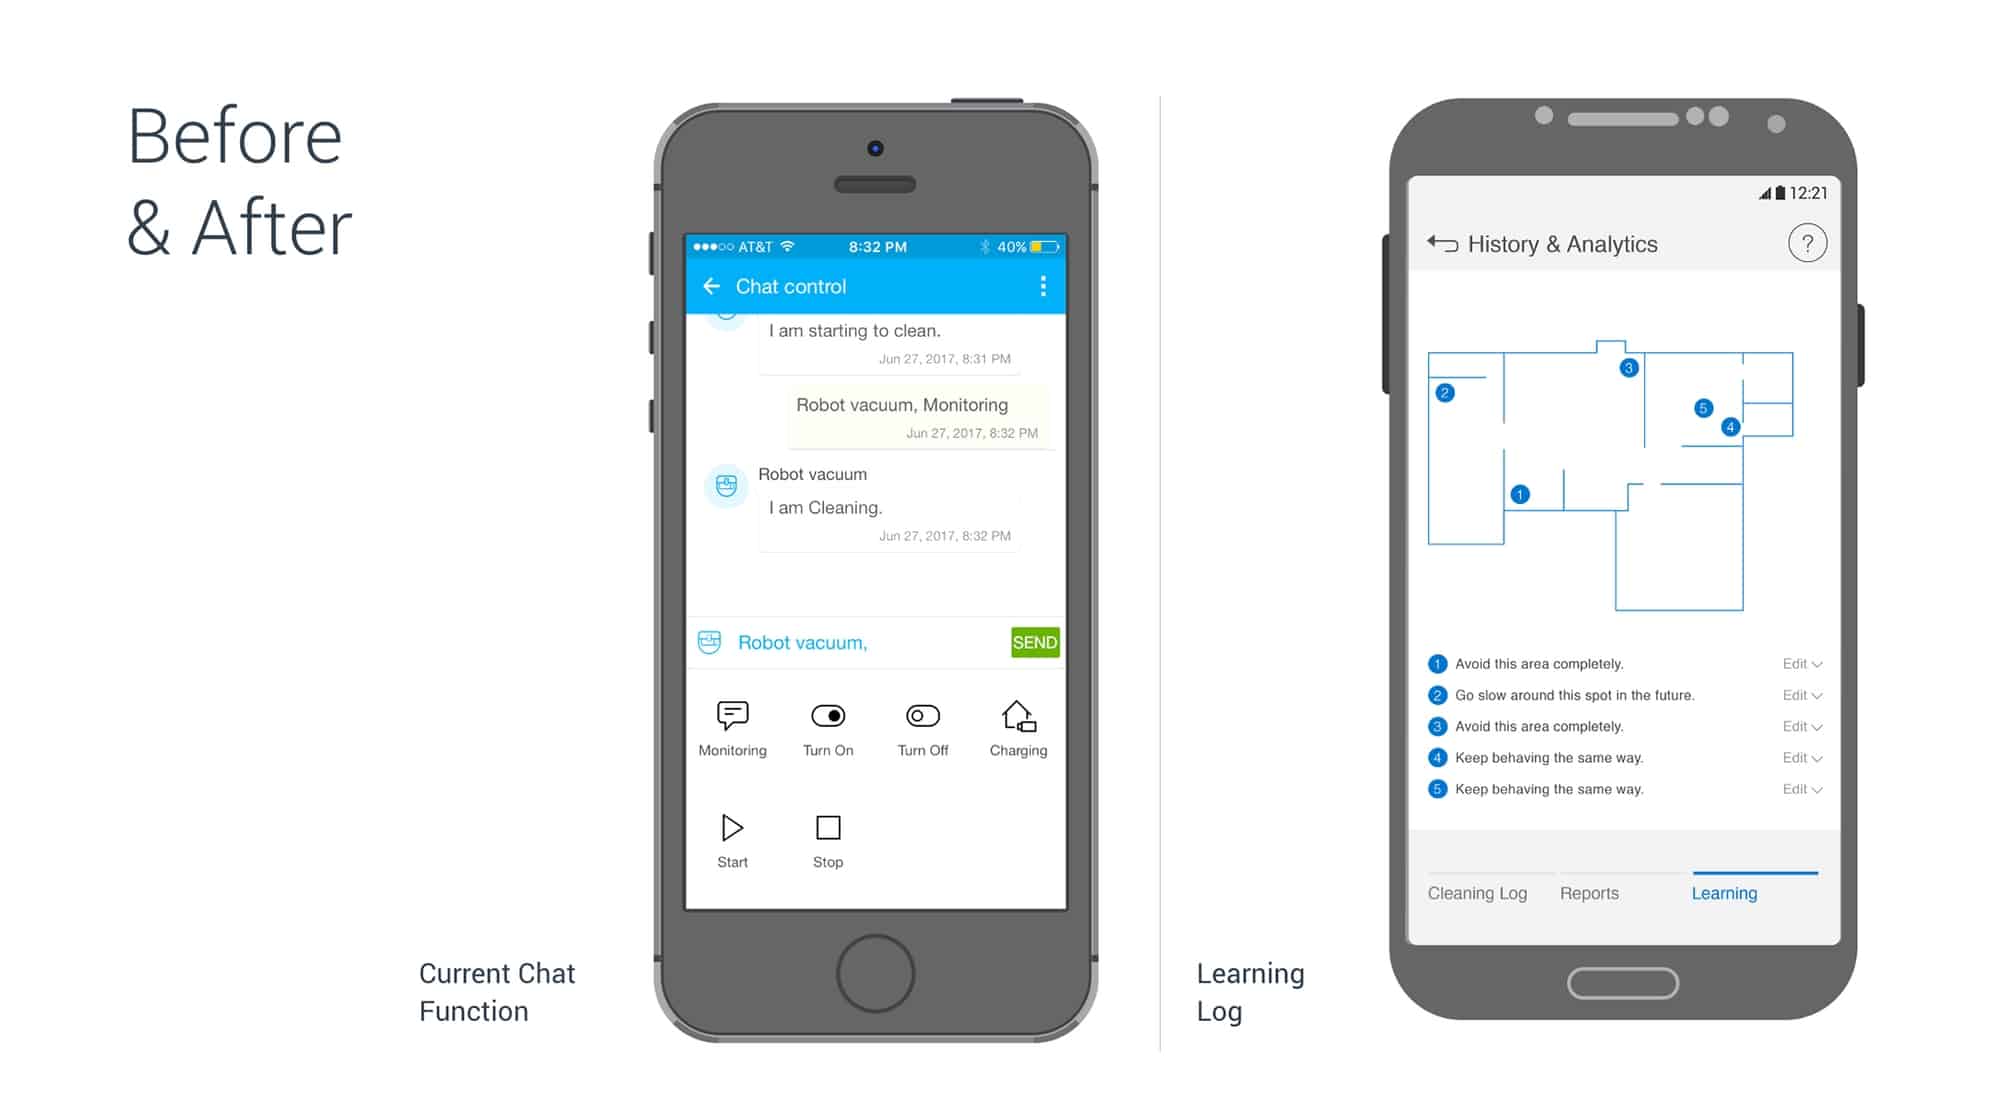 Before
& After
AT&T 8:32 PM 40%
Chat control
I am starting to clean.
Jun 27, 2017, 8:31 PM
Robot vacuum, Monitoring
Jun 27, 2017, 8:32 PM
Robot vacuum
I am Cleaning.
Jun 27, 2017, 8:32 PM
Robot vacuum, SEND
Monitoring Turn On Turn Off Charging
Start Stop
Current Chat
Function
12:21
History & Analytics ?
2
3
5
4
1
1 Avoid this area completely. Edit
2 Go slow around this spot in the future. Edit
3 Avoid this area completely. Edit
4 Keep behaving the same way. Edit
5 Keep behaving the same way. Edit
Cleaning Log Reports Learning
Learning
Log